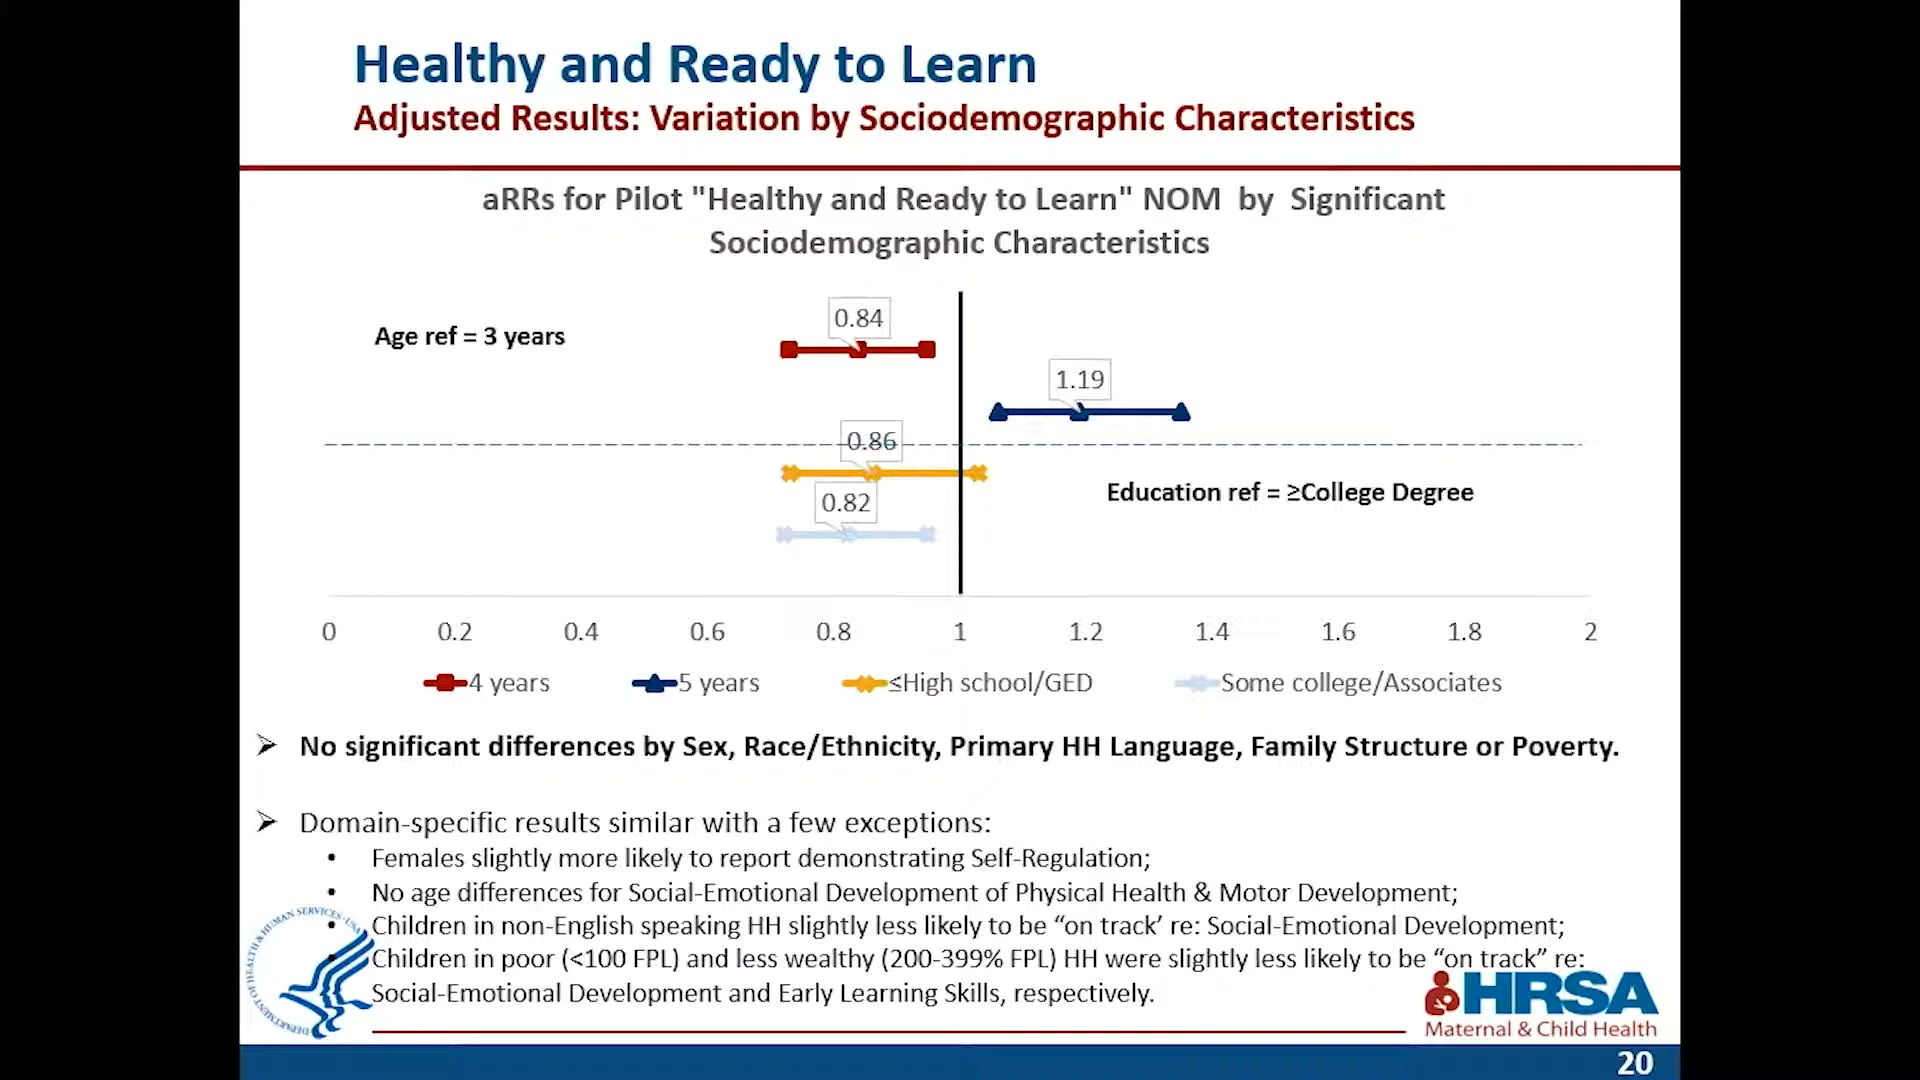 Healthy and Ready to Learn
Adjusted Results: Variation by Sociodemographic Characteristics
aRRs for Pilot "Healthy and Ready to Learn" NOM by Significant
Sociodemographic Characteristics
0.84
Age ref = 3 years
1.19
0.86
Education ref = ≥College Degree
0.82
0 0.2 0.4 0.6 0.8 1 1.2 1.4 1.6 1.8 2
4 years 5 years ≤High school/GED Some college/Associates
➢ No significant differences by Sex, Race/Ethnicity, Primary HH Language, Family Structure or Poverty.
➢ Domain-specific results similar with a few exceptions:
• Females slightly more likely to report demonstrating Self-Regulation;
• No age differences for Social-Emotional Development of Physical Health & Motor Development;
• Children in non-English speaking HH slightly less likely to be “on track’ re: Social-Emotional Development;
• Children in poor (<100 FPL) and less wealthy (200-399% FPL) HH were slightly less likely to be “on track” re:
Social-Emotional Development and Early Learning Skills, respectively.
DEPARTMENT OF HEALTH & HUMAN SERVICES • USA
HRSA
Maternal & Child Health
20